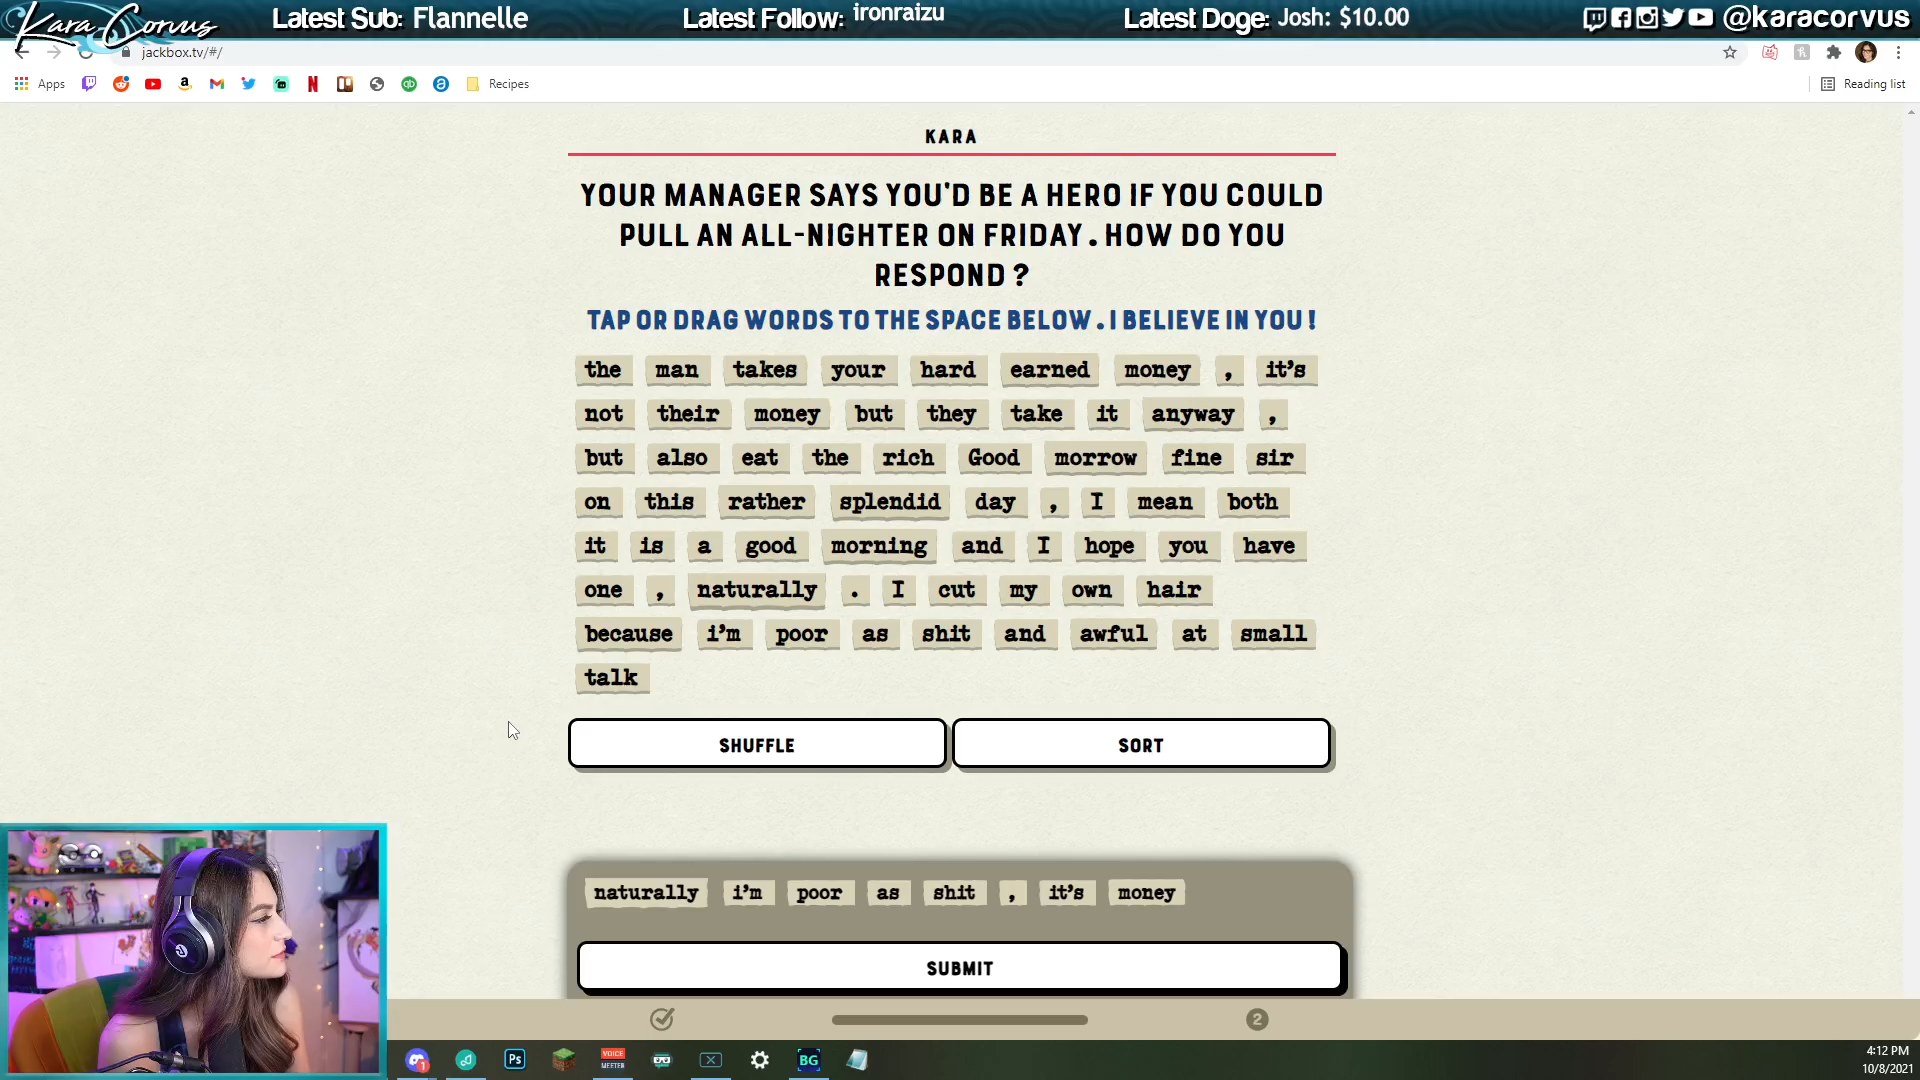 Kara Corvus
Latest Sub: Flannelle
Latest Follow: ironraizu
Latest Doge: Josh: $10.00
@karacorvus
jackbox.tv/#/
Apps
Recipes
Reading list
KARA
YOUR MANAGER SAYS YOU'D BE A HERO IF YOU COULD
PULL AN ALL-NIGHTER ON FRIDAY. HOW DO YOU
RESPOND?
TAP OR DRAG WORDS TO THE SPACE BELOW. I BELIEVE IN YOU!
the man takes your hard earned money , it's
not their money but they take it anyway ,
but also eat the rich Good morrow fine sir
on this rather splendid day , I mean both
it is a good morning and I hope you have
one , naturally . I cut my own hair
because i'm poor as shit and awful at small
talk
SHUFFLE
SORT
naturally i'm poor as shit , it's money
SUBMIT
2
1
Ps
VOICE
MEETER
BG
4:12 PM
10/8/2021